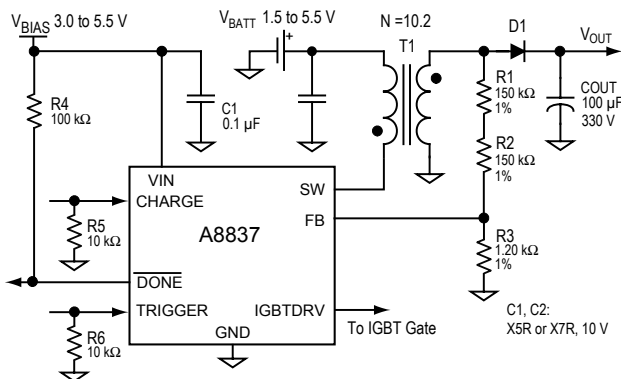 VBIAS 3.0 to 5.5 V
VBATT 1.5 to 5.5 V
N =10.2
T1
D1
VOUT
+
R4
100 kΩ
C1
0.1 μF
R1
150 kΩ
1%
COUT
100 μF
330 V
R2
150 kΩ
1%
VIN
SW
CHARGE
FB
R5
10 kΩ
A8837
R3
1.20 kΩ
1%
DONE
TRIGGER
IGBTDRV
To IGBT Gate
R6
10 kΩ
GND
C1, C2:
X5R or X7R, 10 V